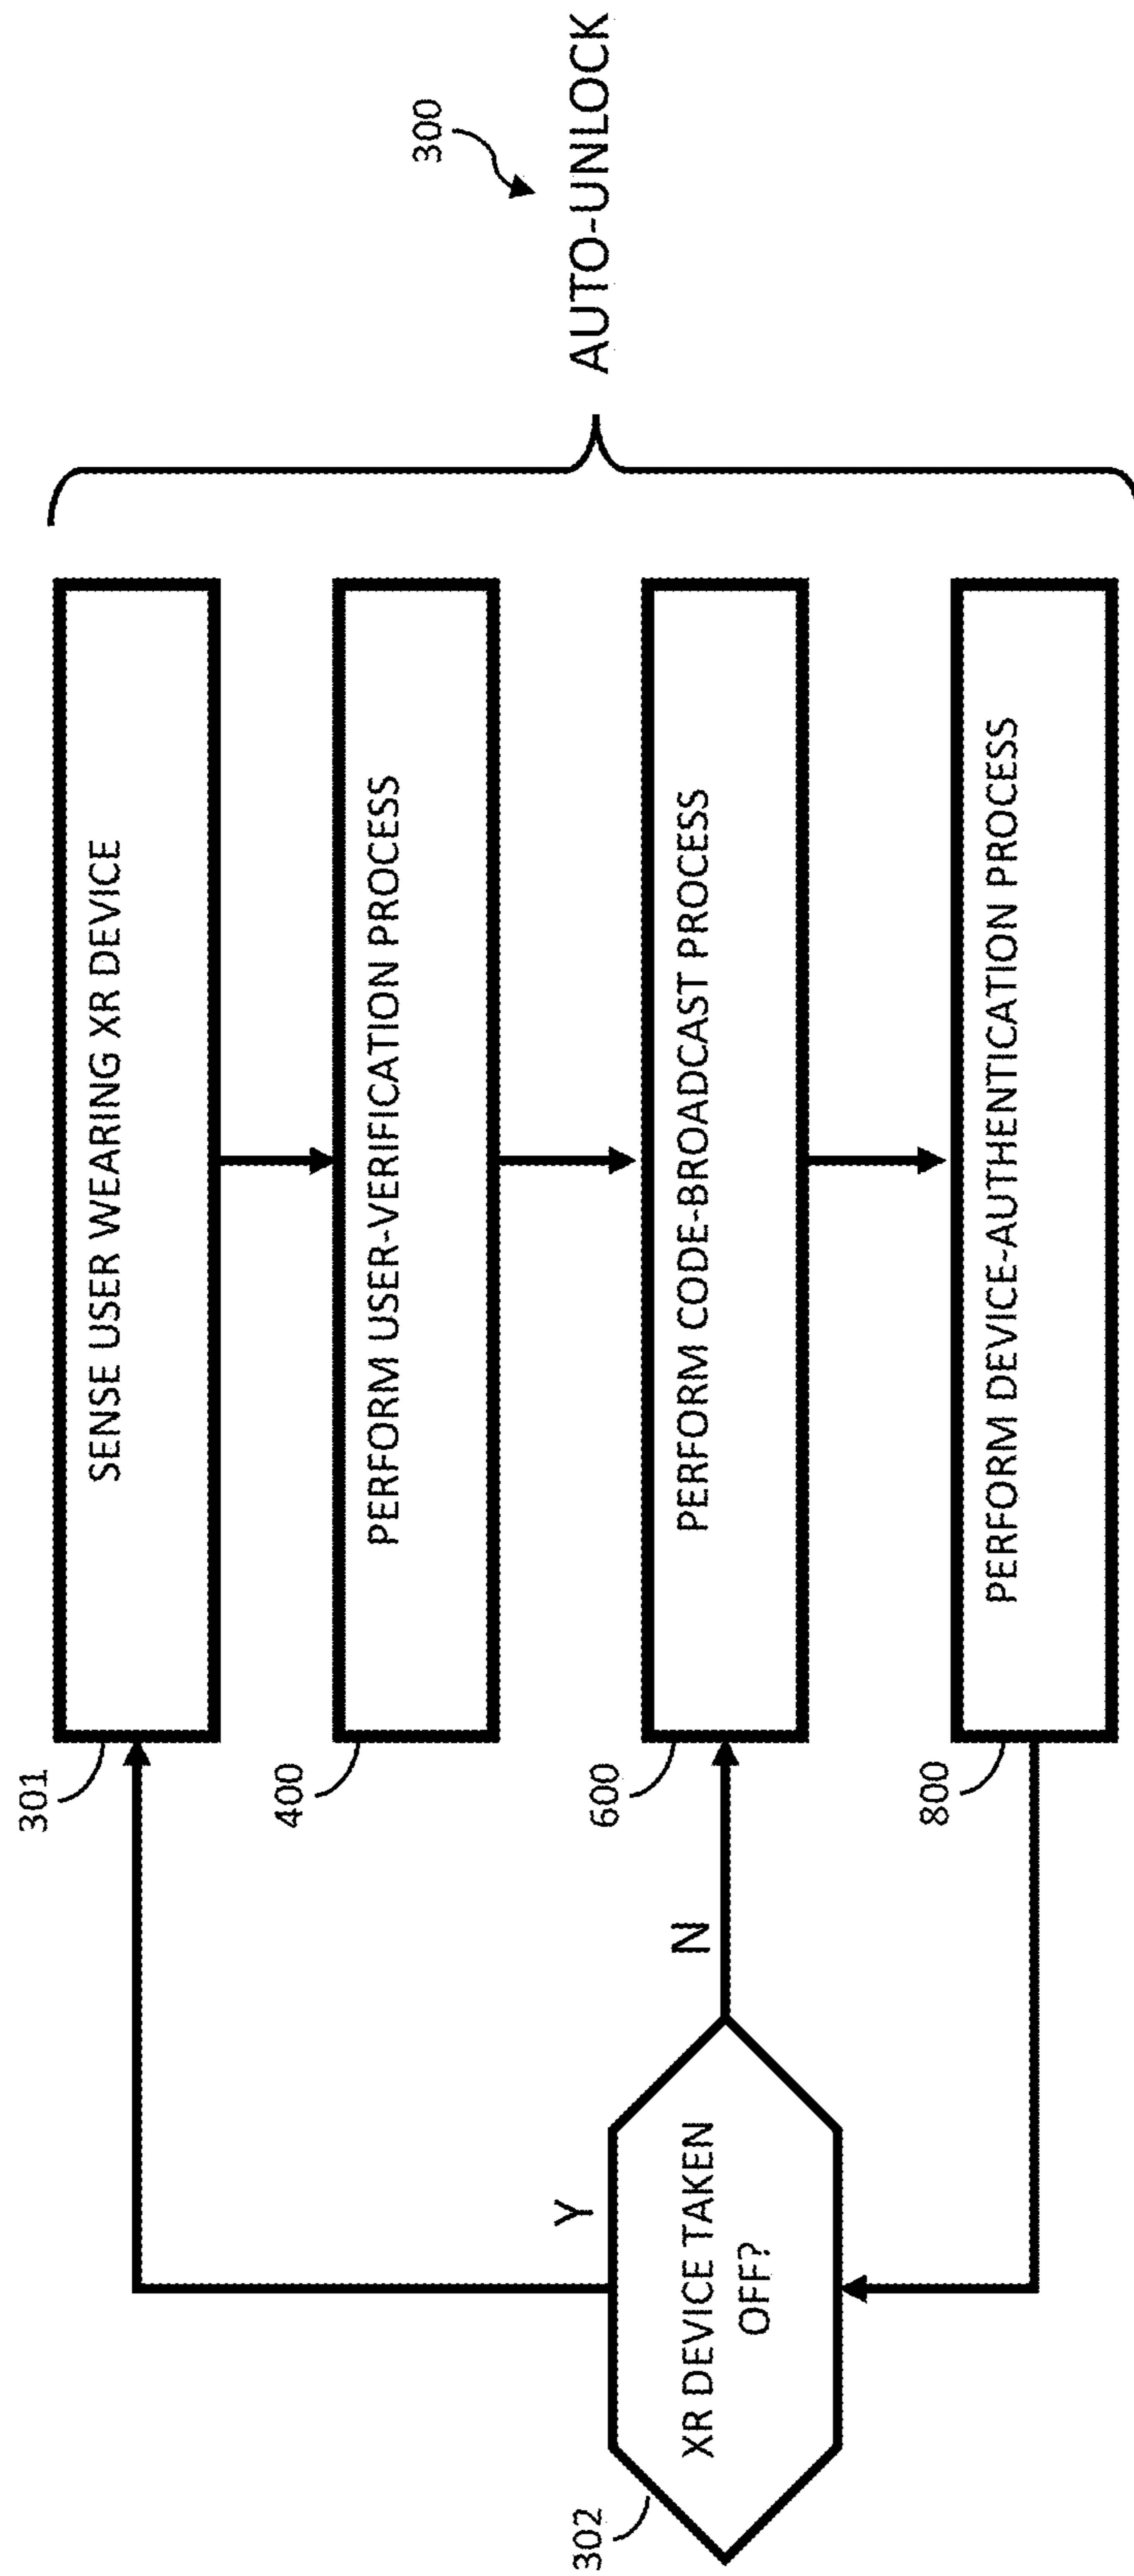 301
SENSE USER WEARING XR DEVICE
400
PERFORM USER-VERIFICATION PROCESS
600
PERFORM CODE-BROADCAST PROCESS
800
PERFORM DEVICE-AUTHENTICATION PROCESS
302
XR DEVICE TAKEN
OFF?
Y
N
300
AUTO-UNLOCK